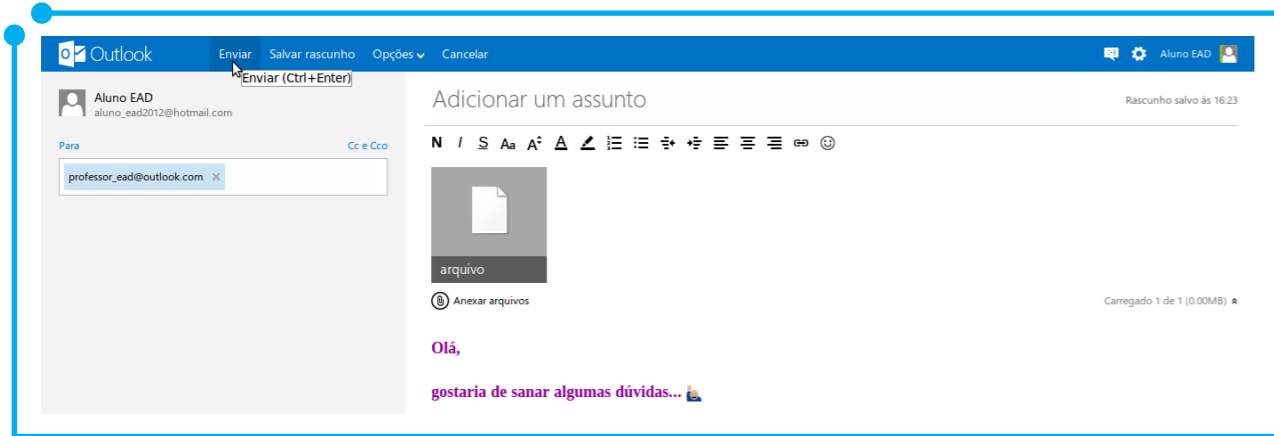 Outlook Enviar Salvar rascunho Opções Cancelar Aluno EAD
Enviar (Ctrl+Enter)
Aluno EAD
aluno_ead2012@hotmail.com
Adicionar um assunto
Rascunho salvo às 16:23
Para Cc e Cco
professor_ead@outlook.com
N I S Aa A A
arquivo
Anexar arquivos
Carregado 1 de 1 (0.00MB)
Olá,
gostaria de sanar algumas dúvidas...